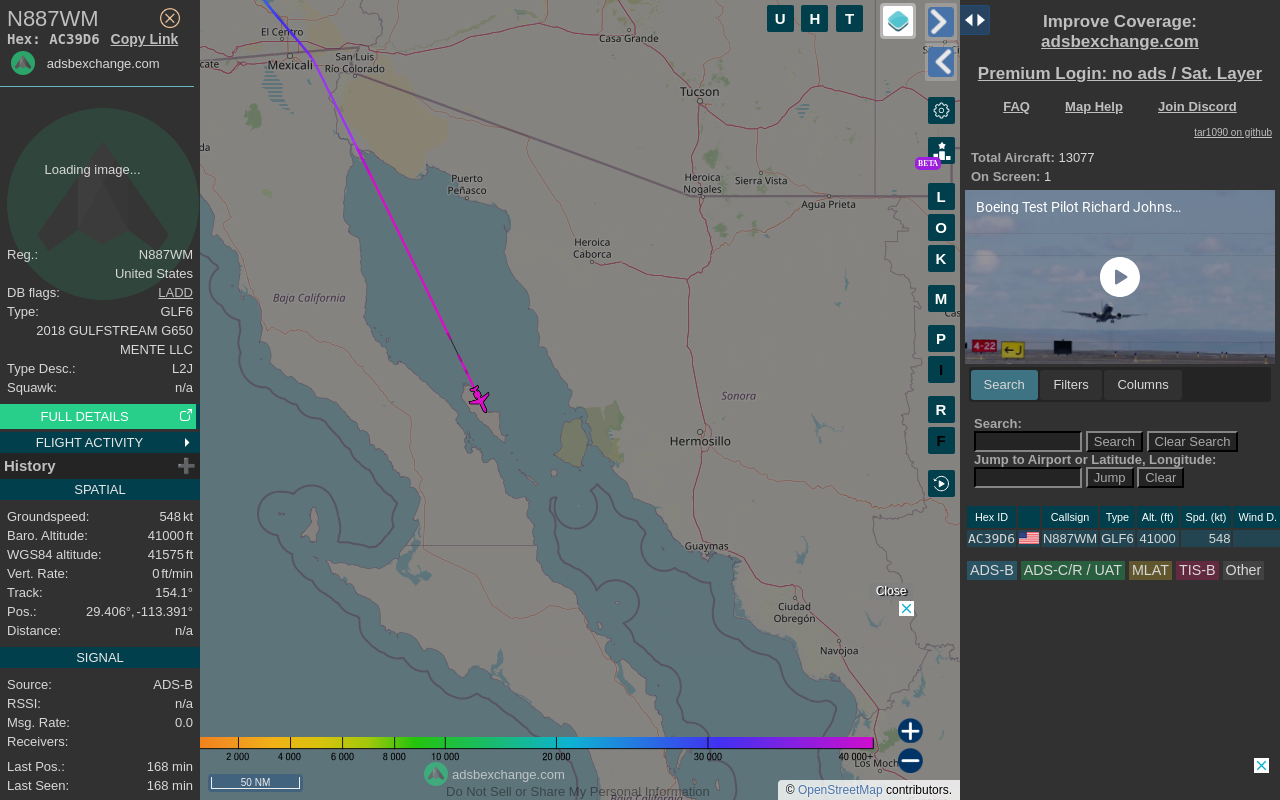 N887WM
Hex: AC39D6 Copy Link
adsbexchange.com
Loading image...
Reg.: N887WM
United States
DB flags: LADD
Type: GLF6
2018 GULFSTREAM G650
MENTE LLC
Type Desc.: L2J
Squawk: n/a
FULL DETAILS
FLIGHT ACTIVITY
History
SPATIAL
Groundspeed: 548 kt
Baro. Altitude: 41000 ft
WGS84 altitude: 41575 ft
Vert. Rate: 0 ft/min
Track: 154.1°
Pos.: 29.406°, -113.391°
Distance: n/a
SIGNAL
Source: ADS-B
RSSI: n/a
Msg. Rate: 0.0
Receivers:
Last Pos.: 168 min
Last Seen: 168 min
El Centro
Mexicali
San Luis
Río Colorado
cate
da
Casa Grande
Tucson
Puerto
Peñasco
Heroica
Nogales
Sierra Vista
Agua Prieta
Heroica
Caborca
Baja California
Sonora
Hermosillo
Guaymas
Ciudad
Obregón
Navojoa
Los Moch
Baja California
Cas
U H T
BETA
L
O
K
M
P
I
R
F
Close
2 000 4 000 6 000 8 000 10 000 20 000 30 000 40 000+
50 NM
adsbexchange.com
Do Not Sell or Share My Personal Information
© OpenStreetMap contributors.
Improve Coverage:
adsbexchange.com
Premium Login: no ads / Sat. Layer
FAQ Map Help Join Discord
tar1090 on github
Total Aircraft: 13077
On Screen: 1
Boeing Test Pilot Richard Johns...
4-22 J
Search Filters Columns
Search:
Search Clear Search
Jump to Airport or Latitude, Longitude:
Jump Clear
Hex ID Callsign Type Alt. (ft) Spd. (kt) Wind D.
AC39D6 N887WM GLF6 41000 548
ADS-B ADS-C/R / UAT MLAT TIS-B Other